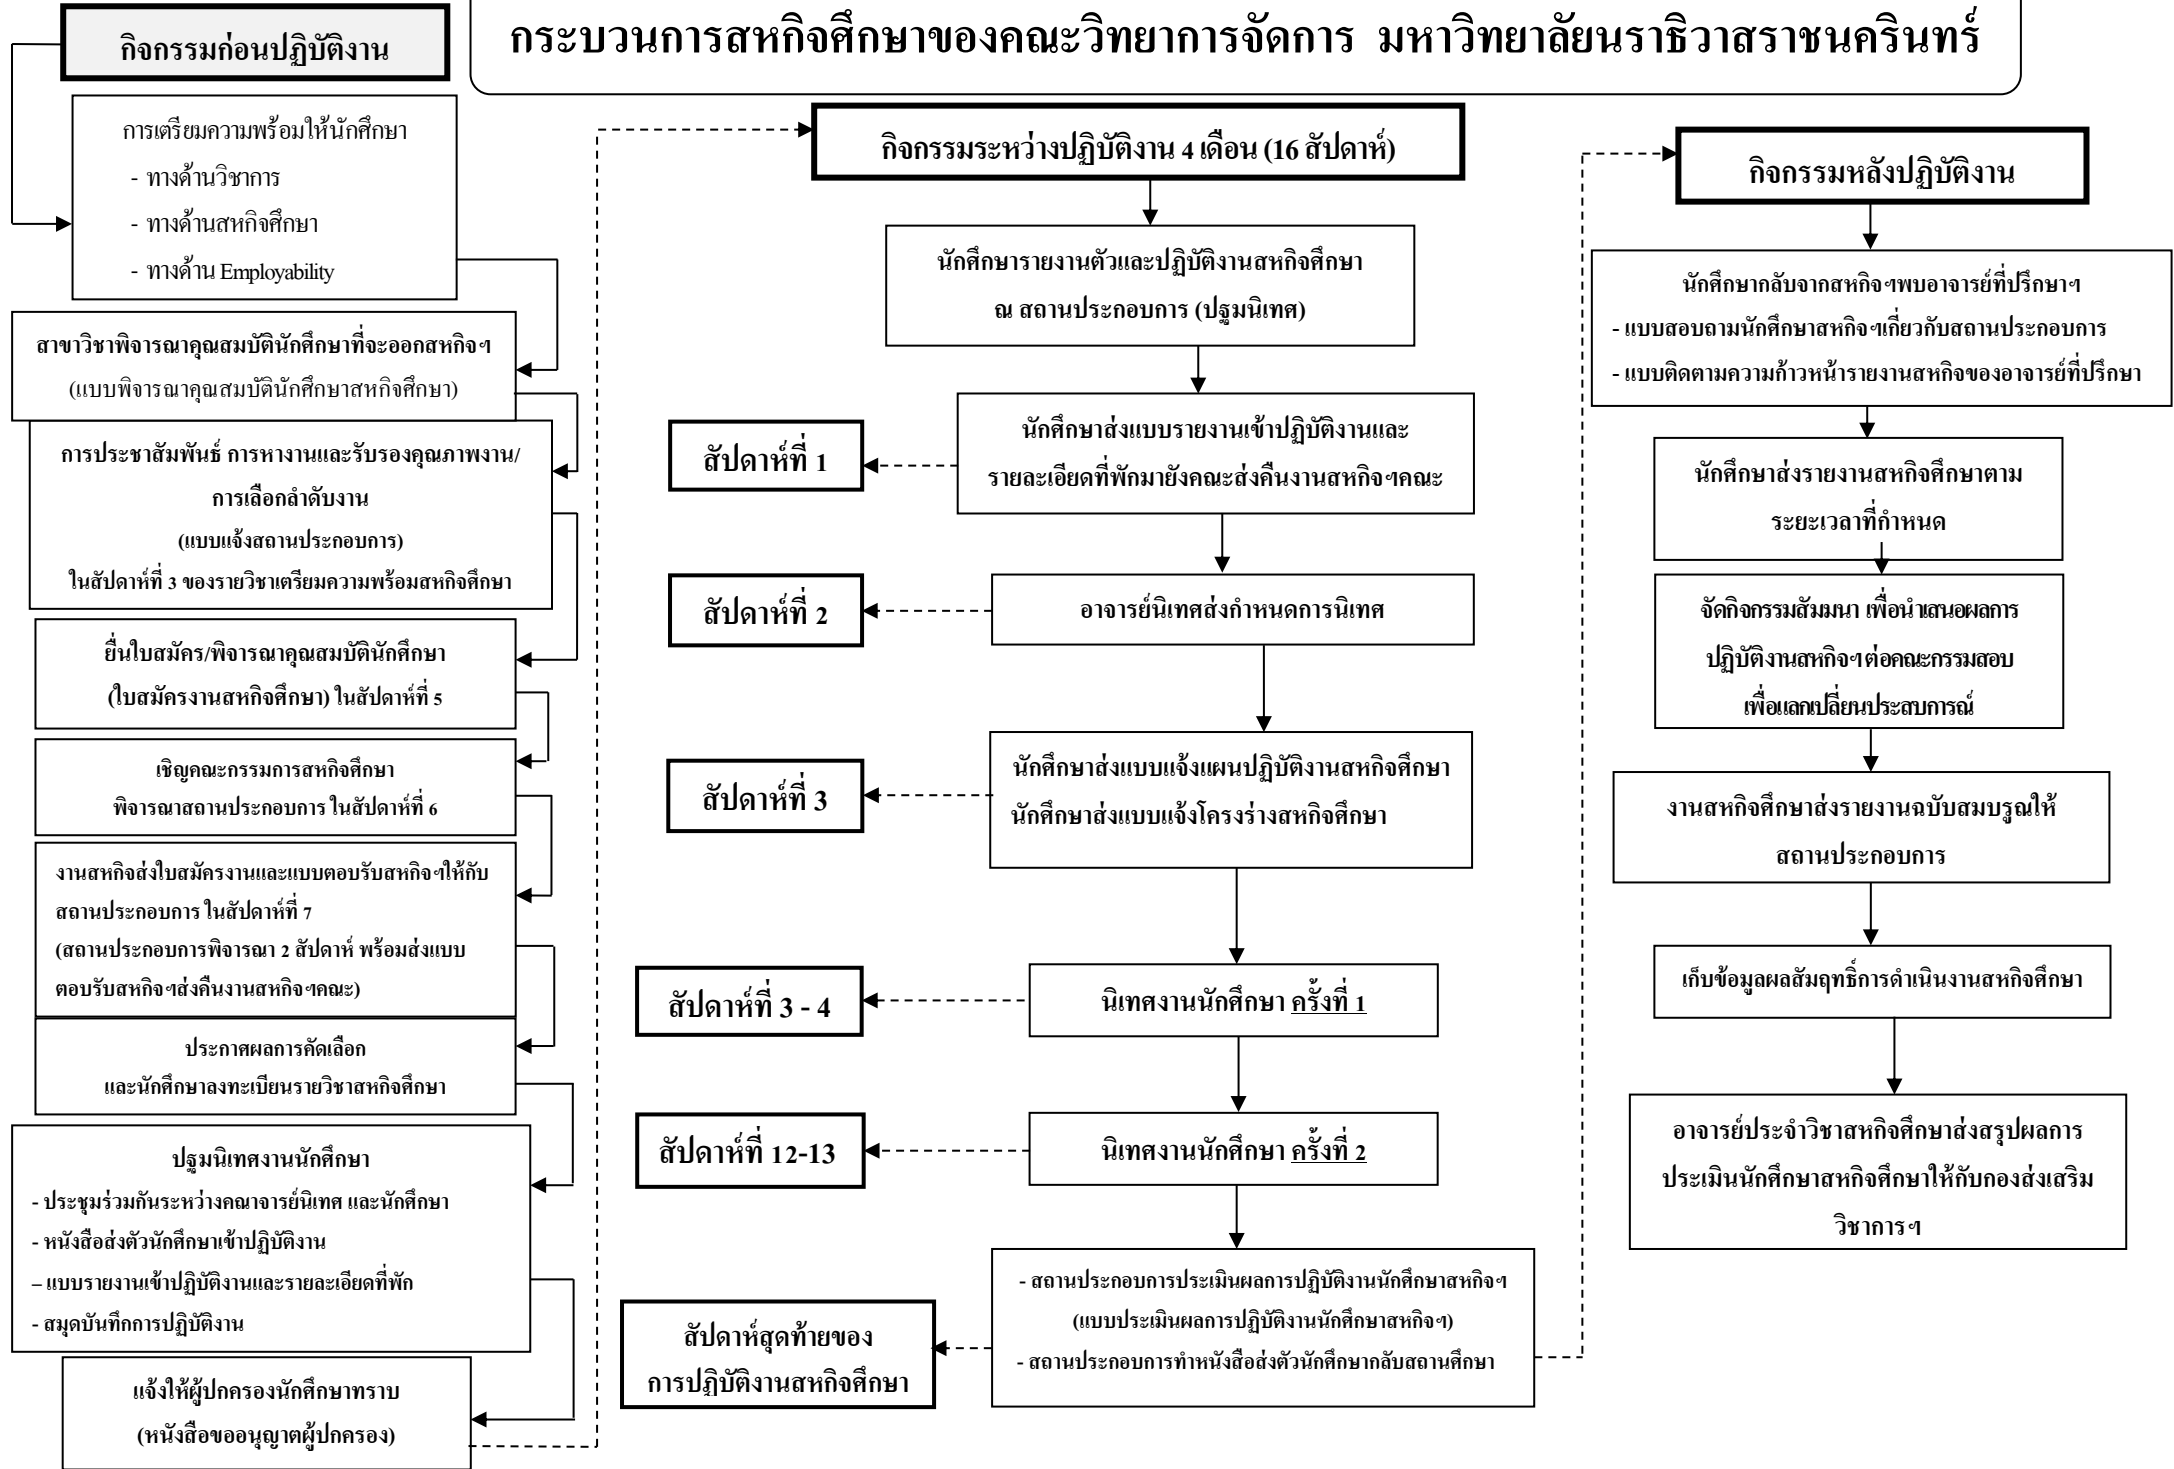 กระบวนการสหกิจศึกษาของคณะวิทยาการจัดการ มหาวิทยาลัยนราธิวาสราชนครินทร์
กิจกรรมก่อนปฏิบัติงาน
การเตรียมความพร้อมให้นักศึกษา
- ทางด้านวิชาการ
- ทางด้านสหกิจศึกษา
- ทางด้าน Employability
สาขาวิชาพิจารณาคุณสมบัตินักศึกษาที่จะออกสหกิจฯ
(แบบพิจารณาคุณสมบัตินักศึกษาสหกิจศึกษา)
การประชาสัมพันธ์ การหางานและรับรองคุณภาพงาน/
การเลือกลำดับงาน
(แบบแจ้งสถานประกอบการ)
ในสัปดาห์ที่ 3 ของรายวิชาเตรียมความพร้อมสหกิจศึกษา
ยื่นใบสมัคร/พิจารณาคุณสมบัตินักศึกษา
(ใบสมัครงานสหกิจศึกษา) ในสัปดาห์ที่ 5
เชิญคณะกรรมการสหกิจศึกษา
พิจารณาสถานประกอบการ ในสัปดาห์ที่ 6
งานสหกิจส่งใบสมัครงานและแบบตอบรับสหกิจฯให้กับ
สถานประกอบการ ในสัปดาห์ที่ 7
(สถานประกอบการพิจารณา 2 สัปดาห์ พร้อมส่งแบบ
ตอบรับสหกิจฯส่งคืนงานสหกิจฯคณะ)
ประกาศผลการคัดเลือก
และนักศึกษาลงทะเบียนรายวิชาสหกิจศึกษา
ปฐมนิเทศงานนักศึกษา
- ประชุมร่วมกันระหว่างคณาจารย์นิเทศ และนักศึกษา
- หนังสือส่งตัวนักศึกษาเข้าปฏิบัติงาน
– แบบรายงานเข้าปฏิบัติงานและรายละเอียดที่พัก
- สมุดบันทึกการปฏิบัติงาน
แจ้งให้ผู้ปกครองนักศึกษาทราบ
(หนังสือขออนุญาตผู้ปกครอง)
กิจกรรมระหว่างปฏิบัติงาน 4 เดือน (16 สัปดาห์)
นักศึกษารายงานตัวและปฏิบัติงานสหกิจศึกษา
ณ สถานประกอบการ (ปฐมนิเทศ)
สัปดาห์ที่ 1
นักศึกษาส่งแบบรายงานเข้าปฏิบัติงานและ
รายละเอียดที่พักมายังคณะส่งคืนงานสหกิจฯคณะ
สัปดาห์ที่ 2
อาจารย์นิเทศส่งกำหนดการนิเทศ
สัปดาห์ที่ 3
นักศึกษาส่งแบบแจ้งแผนปฏิบัติงานสหกิจศึกษา
นักศึกษาส่งแบบแจ้งโครงร่างสหกิจศึกษา
สัปดาห์ที่ 3 - 4
นิเทศงานนักศึกษา ครั้งที่ 1
สัปดาห์ที่ 12-13
นิเทศงานนักศึกษา ครั้งที่ 2
สัปดาห์สุดท้ายของ
การปฏิบัติงานสหกิจศึกษา
- สถานประกอบการประเมินผลการปฏิบัติงานนักศึกษาสหกิจฯ
(แบบประเมินผลการปฏิบัติงานนักศึกษาสหกิจฯ)
- สถานประกอบการทำหนังสือส่งตัวนักศึกษากลับสถานศึกษา
กิจกรรมหลังปฏิบัติงาน
นักศึกษากลับจากสหกิจฯพบอาจารย์ที่ปรึกษาฯ
- แบบสอบถามนักศึกษาสหกิจฯเกี่ยวกับสถานประกอบการ
- แบบติดตามความก้าวหน้ารายงานสหกิจของอาจารย์ที่ปรึกษา
นักศึกษาส่งรายงานสหกิจศึกษาตาม
ระยะเวลาที่กำหนด
จัดกิจกรรมสัมมนา เพื่อนำเสนอผลการ
ปฏิบัติงานสหกิจฯต่อคณะกรรมสอบ
เพื่อแลกเปลี่ยนประสบการณ์
งานสหกิจศึกษาส่งรายงานฉบับสมบรูณให้
สถานประกอบการ
เก็บข้อมูลผลสัมฤทธิ์การดำเนินงานสหกิจศึกษา
อาจารย์ประจำวิชาสหกิจศึกษาส่งสรุปผลการ
ประเมินนักศึกษาสหกิจศึกษาให้กับกองส่งเสริม
วิชาการฯ